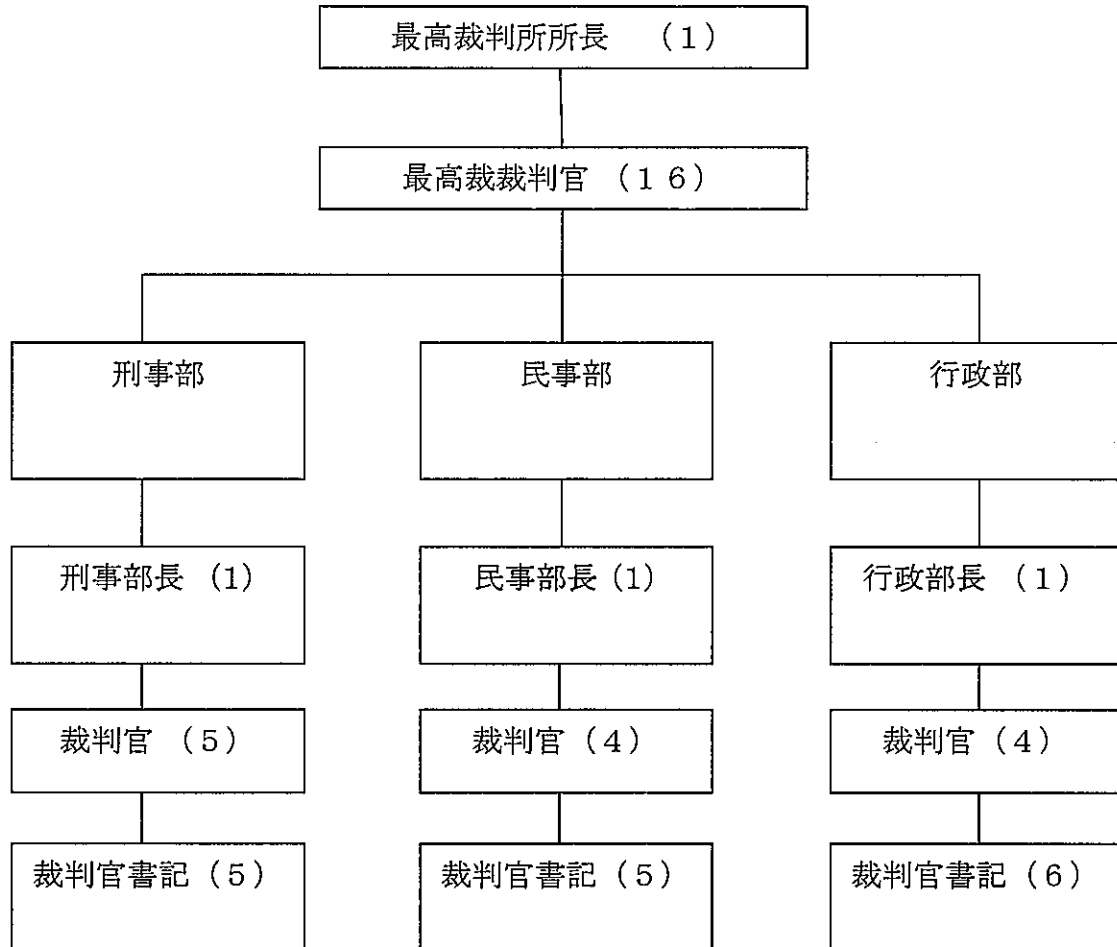 最高裁判所所長　（１）
最高裁裁判官（１６）
刑事部
民事部
行政部
刑事部長（1）
民事部長（1）
行政部長（１）
裁判官（５）
裁判官（４）
裁判官（４）
裁判官書記（５）
裁判官書記（５）
裁判官書記（６）